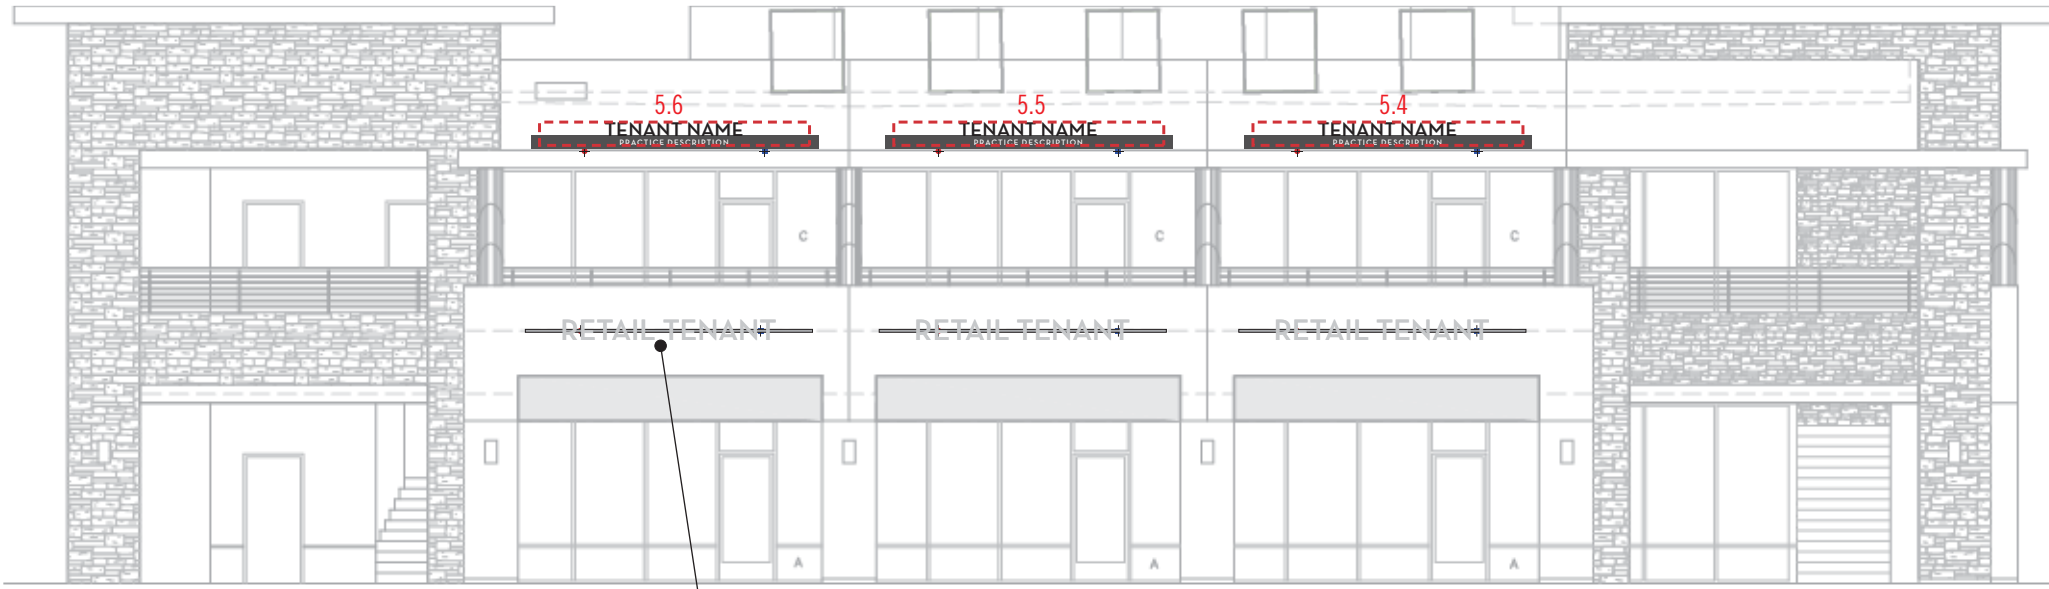 5.6 5.5 5.4
TENANT NAME TENANT NAME TENANT NAME
PRACTICE DESCRIPTION PRACTICE DESCRIPTION PRACTICE DESCRIPTION
C C C
RETAIL TENANT RETAIL TENANT RETAIL TENANT
A A A